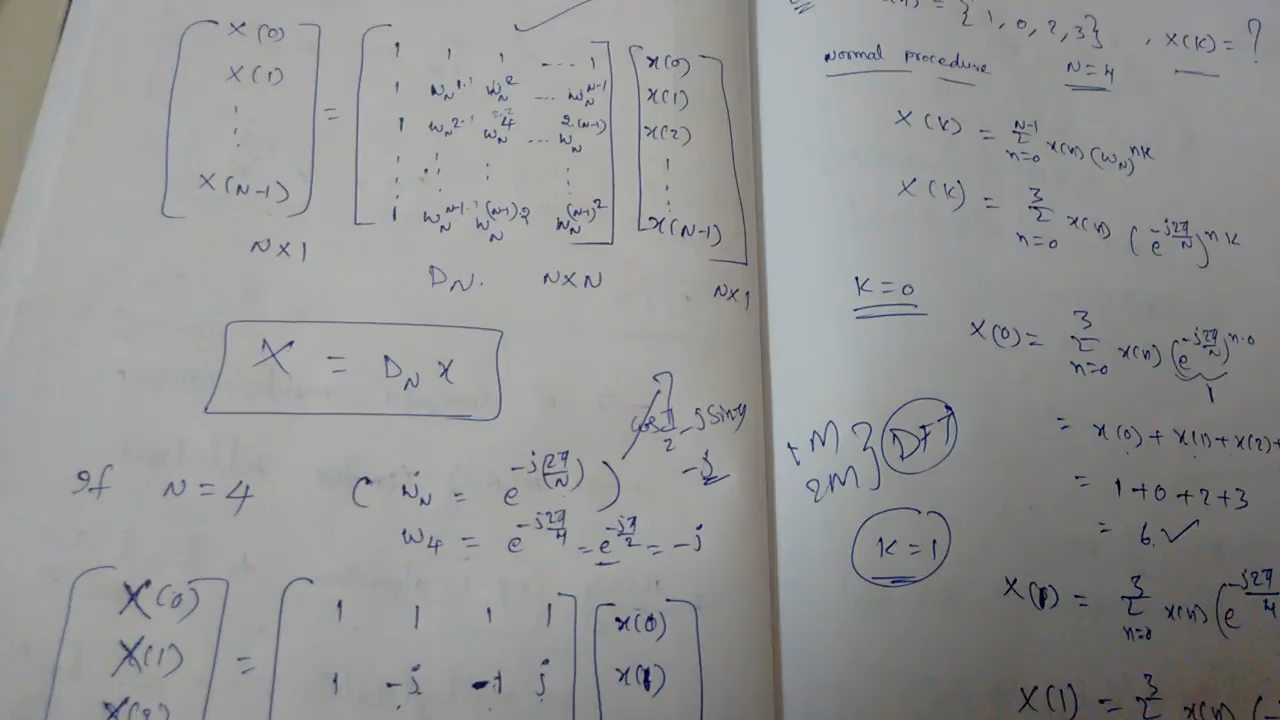 X(0)
X(1)
X(N-1)
N×1
=
1 1 1 .... 1
1 W_N^{1·1} W_N^2 ... W_N^{N-1}
1 W_N^{2·1} W_N^4 ... W_N^{2·(N-1)}
1 W_N^{N-1·1} W_N^{(N-1)2} W_N^{(N-1)^2}
D_N. N×N
x(0)
x(1)
x(2)
x(N-1)
N×1
X = D_N x
If N=4 ( W_N = e^{-j(2π/N)} )
-j
W_4 = e^{-j2π/4} = e^{-jπ/2} = -j
X(0)
X(1)
X(2)
=
1 1 1 1
1 -j -1 j
x(0)
x(1)
= {1, 0, 2, 3} , X(K) = ?
Normal procedure N=4
X(K) = Σ_{n=0}^{N-1} x(n) (W_N)^{nK}
X(K) = Σ_{n=0}^{3} x(n) (e^{-j2π/N})^{nK}
K=0
X(0) = Σ_{n=0}^{3} x(n) (e^{-j2π/N})^{n·0}
1
= x(0) + x(1) + x(2) +
= 1+0+2+3
= 6 ✓
2M } DFT
K=1
X(1) = Σ_{n=0}^{3} x(n) (e^{-j2π/4}
X(1) = Σ^{3} x(n) (-